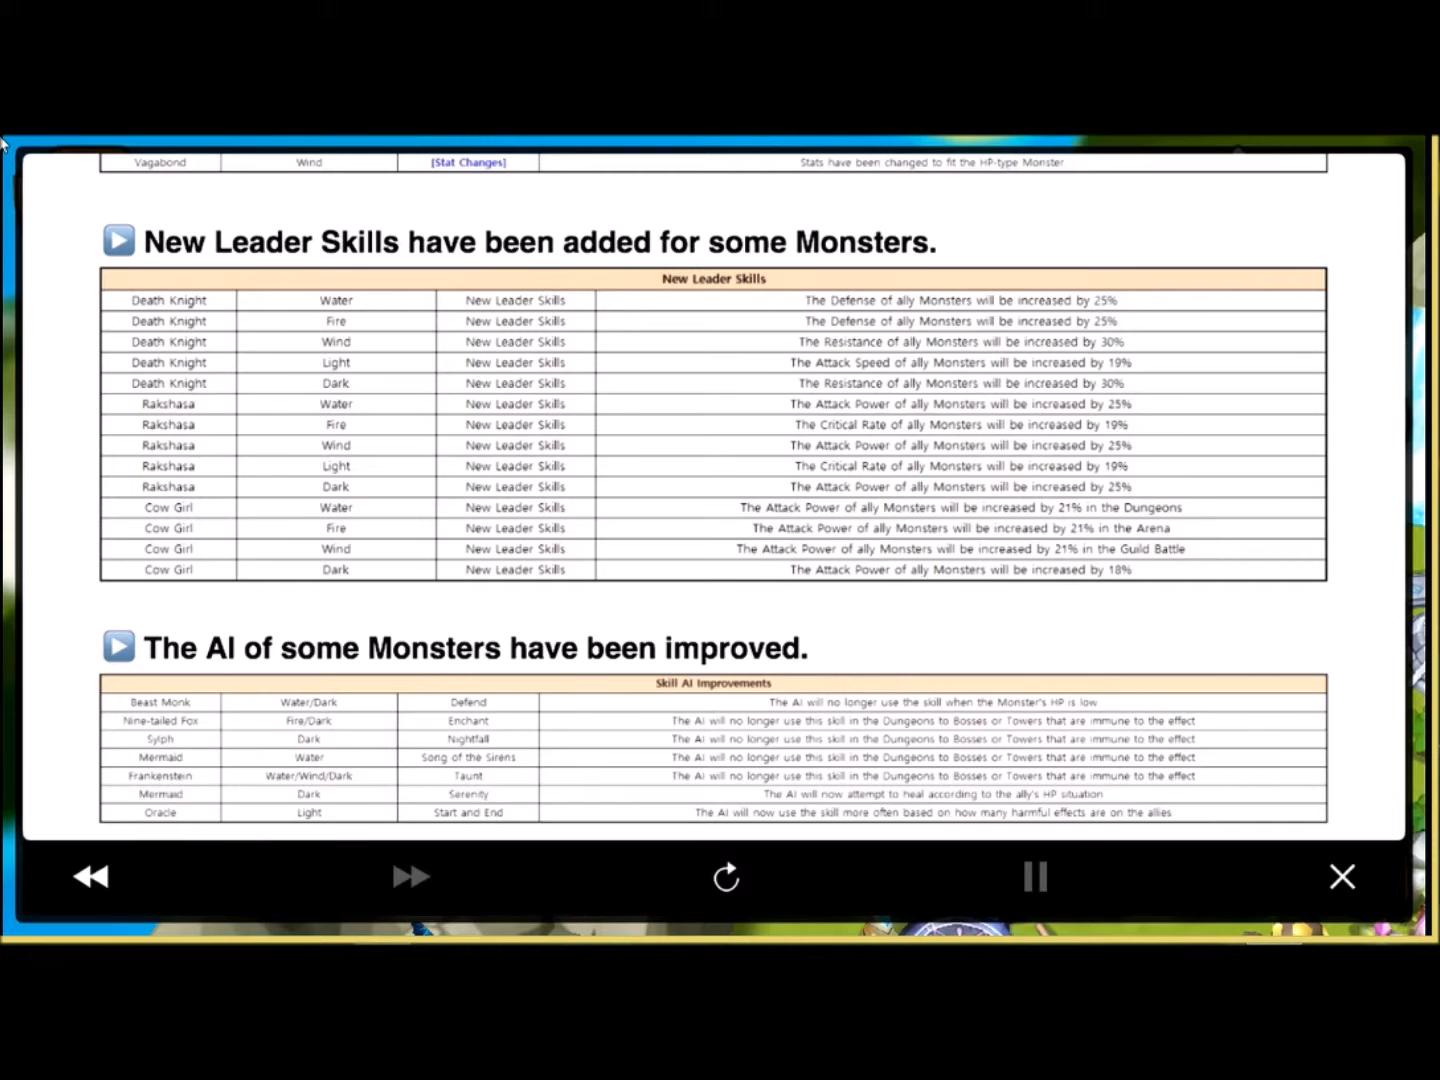 Vagabond Wind [Stat Changes] Stats have been changed to fit the HP-type Monster
New Leader Skills have been added for some Monsters.
New Leader Skills
Death Knight Water New Leader Skills The Defense of ally Monsters will be increased by 25%
Death Knight Fire New Leader Skills The Defense of ally Monsters will be increased by 25%
Death Knight Wind New Leader Skills The Resistance of ally Monsters will be increased by 30%
Death Knight Light New Leader Skills The Attack Speed of ally Monsters will be increased by 19%
Death Knight Dark New Leader Skills The Resistance of ally Monsters will be increased by 30%
Rakshasa Water New Leader Skills The Attack Power of ally Monsters will be increased by 25%
Rakshasa Fire New Leader Skills The Critical Rate of ally Monsters will be increased by 19%
Rakshasa Wind New Leader Skills The Attack Power of ally Monsters will be increased by 25%
Rakshasa Light New Leader Skills The Critical Rate of ally Monsters will be increased by 19%
Rakshasa Dark New Leader Skills The Attack Power of ally Monsters will be increased by 25%
Cow Girl Water New Leader Skills The Attack Power of ally Monsters will be increased by 21% in the Dungeons
Cow Girl Fire New Leader Skills The Attack Power of ally Monsters will be increased by 21% in the Arena
Cow Girl Wind New Leader Skills The Attack Power of ally Monsters will be increased by 21% in the Guild Battle
Cow Girl Dark New Leader Skills The Attack Power of ally Monsters will be increased by 18%
The AI of some Monsters have been improved.
Skill AI Improvements
Beast Monk Water/Dark Defend The AI will no longer use the skill when the Monster's HP is low
Nine-tailed Fox Fire/Dark Enchant The AI will no longer use this skill in the Dungeons to Bosses or Towers that are immune to the effect
Sylph Dark Nightfall The AI will no longer use this skill in the Dungeons to Bosses or Towers that are immune to the effect
Mermaid Water Song of the Sirens The AI will no longer use this skill in the Dungeons to Bosses or Towers that are immune to the effect
Frankenstein Water/Wind/Dark Taunt The AI will no longer use this skill in the Dungeons to Bosses or Towers that are immune to the effect
Mermaid Dark Serenity The AI will now attempt to heal according to the ally's HP situation
Oracle Light Start and End The AI will now use the skill more often based on how many harmful effects are on the allies